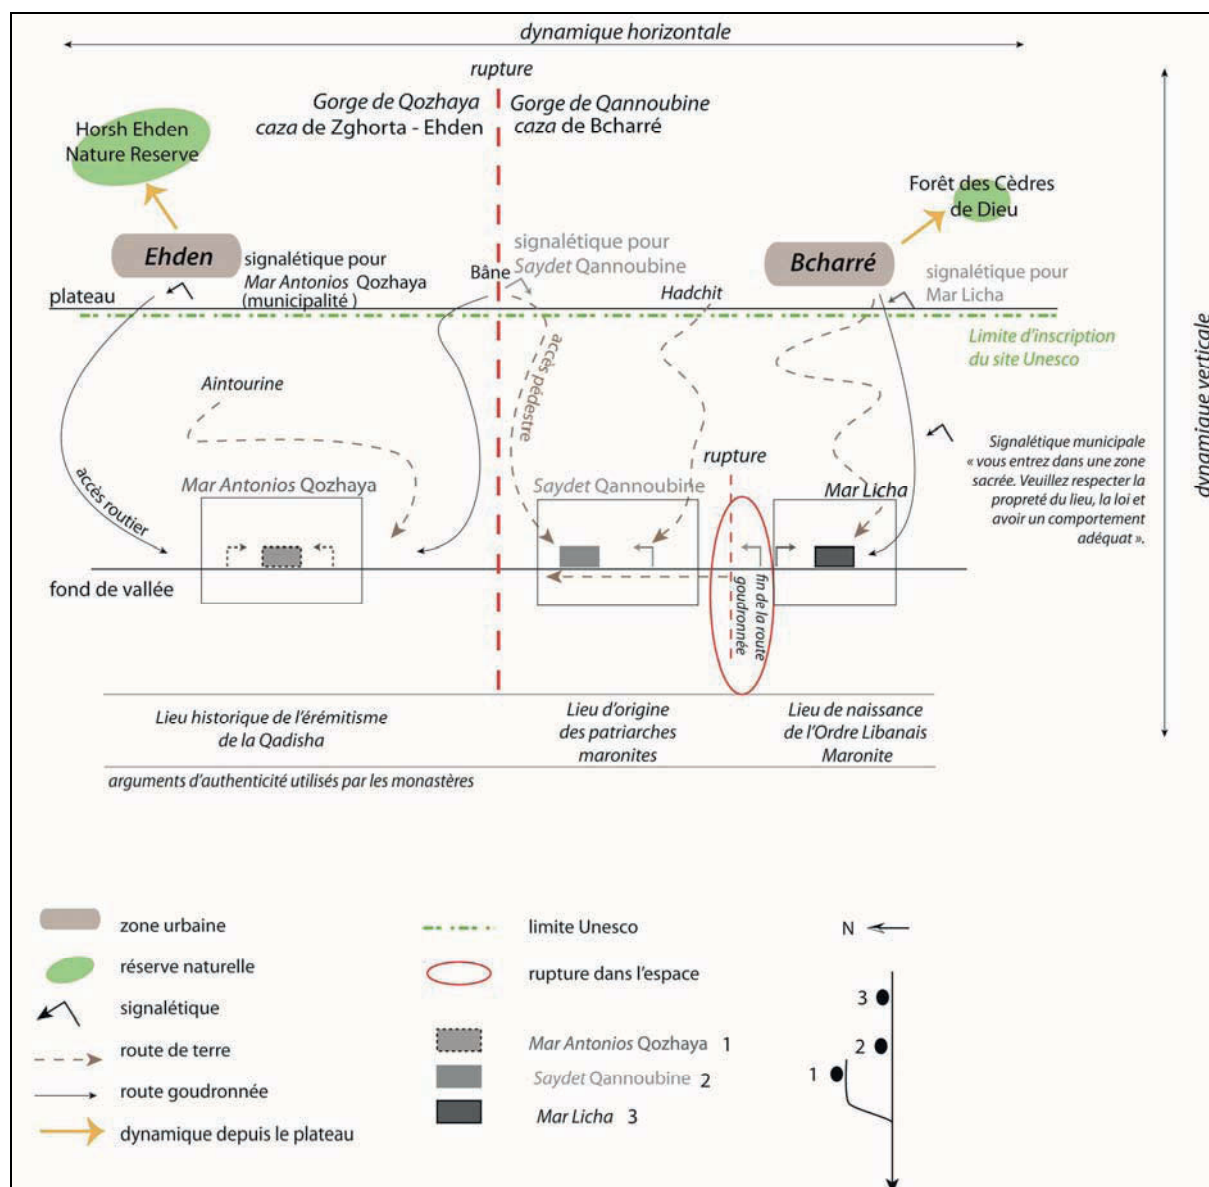 dynamique horizontale
rupture
Gorge de Qozhaya
caza de Zghorta - Ehden
Gorge de Qannoubine
caza de Bcharré
Horsh Ehden
Nature Reserve
Forêt des Cèdres
de Dieu
Ehden
signalétique pour
Mar Antonios Qozhaya
(municipalité )
Bâne
signalétique pour
Saydet Qannoubine
Hadchit
Bcharré
signalétique pour
Mar Licha
plateau
Limite d'inscription
du site Unesco
dynamique verticale
Aintourine
accès pédestre
accès routier
Signalétique municipale
« vous entrez dans une zone
sacrée. Veuillez respecter la
propreté du lieu, la loi et
avoir un comportement
adéquat ».
rupture
Mar Antonios Qozhaya
Saydet Qannoubine
Mar Licha
fond de vallée
fin de la route
goudronnée
Lieu historique de l'érémitisme
de la Qadisha
Lieu d'origine
des patriarches
maronites
Lieu de naissance
de l'Ordre Libanais
Maronite
arguments d'authenticité utilisés par les monastères
zone urbaine
réserve naturelle
signalétique
route de terre
route goudronnée
dynamique depuis le plateau
limite Unesco
rupture dans l'espace
Mar Antonios Qozhaya 1
Saydet Qannoubine 2
Mar Licha 3
N
3
2
1